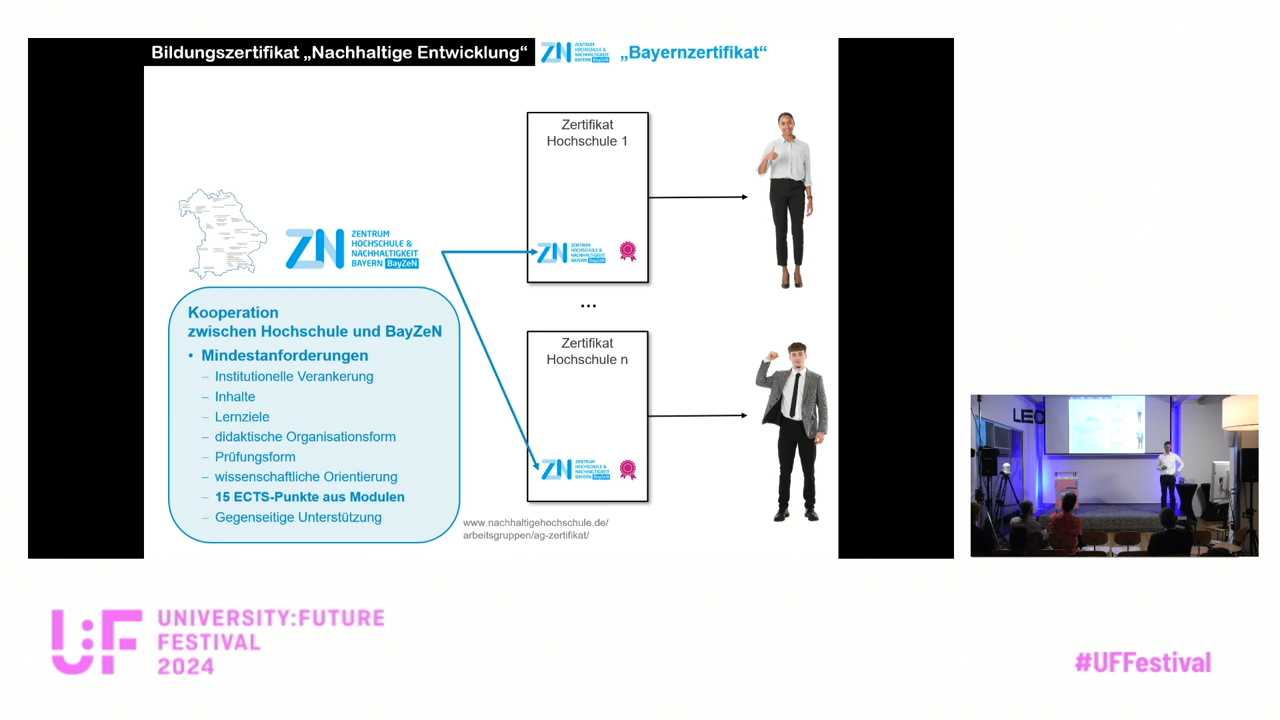 Bildungszertifikat „Nachhaltige Entwicklung“
ZN ZENTRUM HOCHSCHULE & NACHHALTIGKEIT BAYERN BayZeN
„Bayernzertifikat“
Zertifikat
Hochschule 1
ZN ZENTRUM
HOCHSCHULE &
NACHHALTIGKEIT
BAYERN BayZeN
ZN ZENTRUM
HOCHSCHULE &
NACHHALTIGKEIT
BAYERN BayZeN
...
Kooperation
zwischen Hochschule und BayZeN
• Mindestanforderungen
– Institutionelle Verankerung
– Inhalte
– Lernziele
– didaktische Organisationsform
– Prüfungsform
– wissenschaftliche Orientierung
– 15 ECTS-Punkte aus Modulen
– Gegenseitige Unterstützung
Zertifikat
Hochschule n
ZN ZENTRUM
HOCHSCHULE &
NACHHALTIGKEIT
BAYERN BayZeN
www.nachhaltigehochschule.de/
arbeitsgruppen/ag-zertifikat/
LEO
U:F
UNIVERSITY:FUTURE
FESTIVAL
2024
#UFFestival